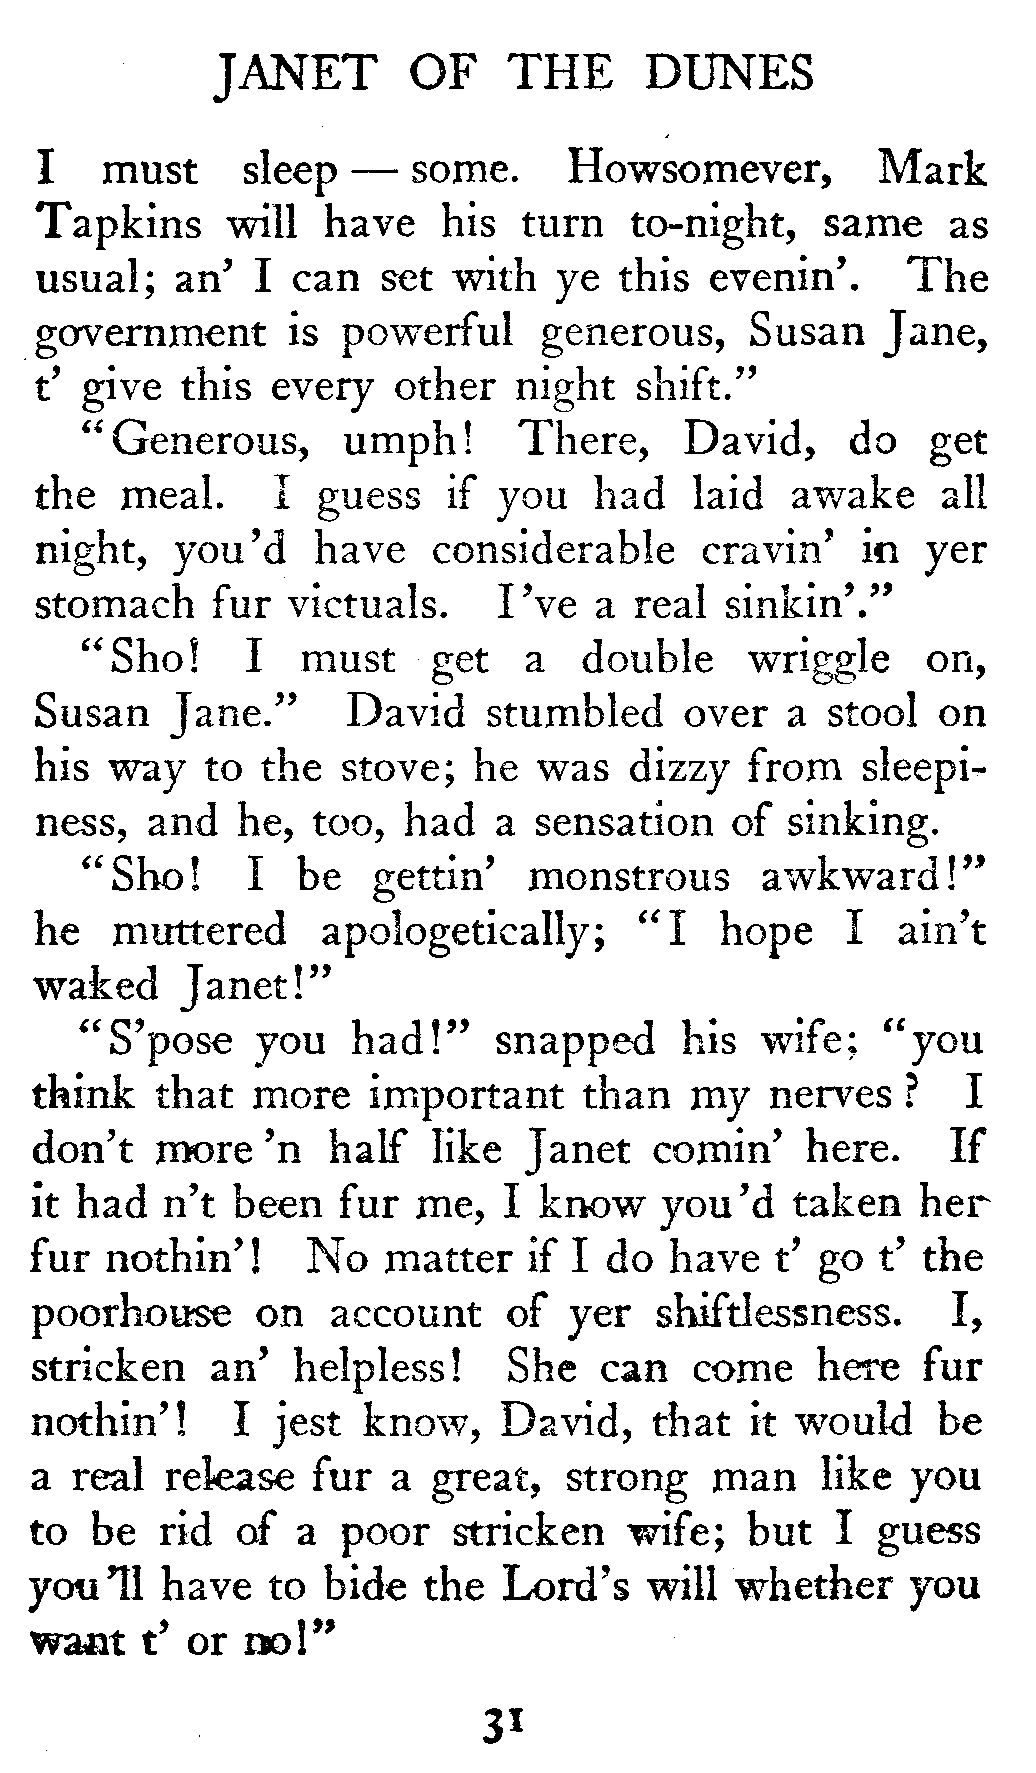 JANET OF THE DUNES
I must sleep — some. Howsomever, Mark
Tapkins will have his turn to-night, same as
usual; an' I can set with ye this evenin'. The
government is powerful generous, Susan Jane,
t' give this every other night shift."
"Generous, umph! There, David, do get
the meal. I guess if you had laid awake all
night, you'd have considerable cravin' in yer
stomach fur victuals. I've a real sinkin'."
"Sho! I must get a double wriggle on,
Susan Jane." David stumbled over a stool on
his way to the stove; he was dizzy from sleepi-
ness, and he, too, had a sensation of sinking.
"Sho! I be gettin' monstrous awkward!"
he muttered apologetically; "I hope I ain't
waked Janet!"
"S'pose you had!" snapped his wife; "you
think that more important than my nerves? I
don't more 'n half like Janet comin' here. If
it had n't been fur me, I know you'd taken her
fur nothin'! No matter if I do have t' go t' the
poorhouse on account of yer shiftlessness. I,
stricken an' helpless! She can come here fur
nothin'! I jest know, David, that it would be
a real release fur a great, strong man like you
to be rid of a poor stricken wife; but I guess
you'll have to bide the Lord's will whether you
want t' or no!"
31